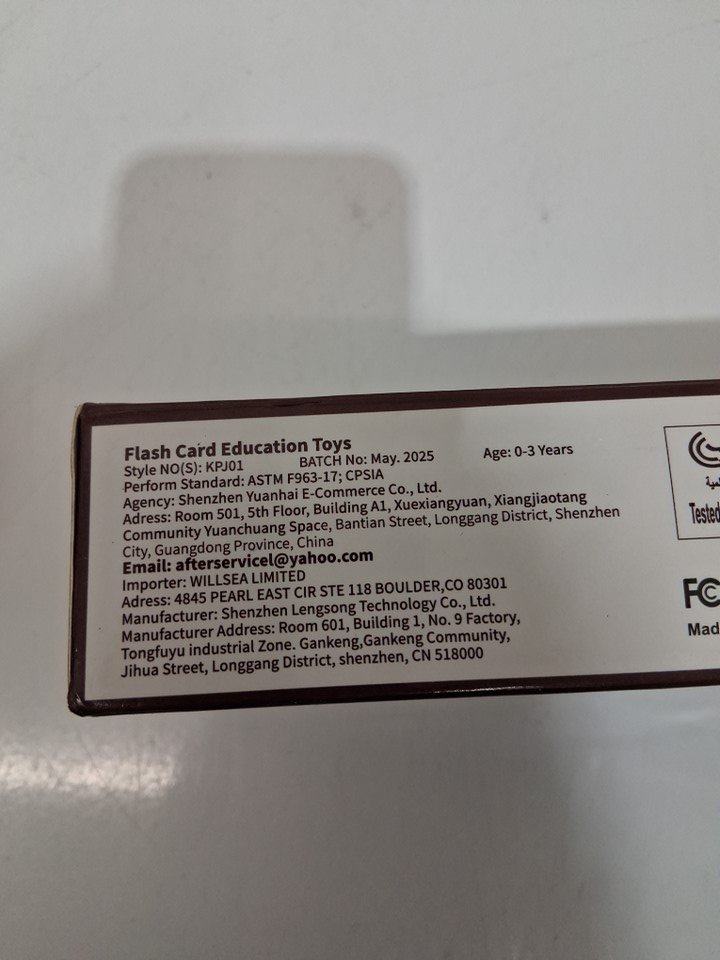 Flash Card Education Toys
Style NO(S): KPJ01 BATCH No: May. 2025 Age: 0-3 Years
Perform Standard: ASTM F963-17; CPSIA
Agency: Shenzhen Yuanhai E-Commerce Co., Ltd.
Adress: Room 501, 5th Floor, Building A1, Xuexiangyuan, Xiangjiaotang
Community Yuanchuang Space, Bantian Street, Longgang District, Shenzhen
City, Guangdong Province, China
Email: afterservicel@yahoo.com
Importer: WILLSEA LIMITED
Adress: 4845 PEARL EAST CIR STE 118 BOULDER,CO 80301
Manufacturer: Shenzhen Lengsong Technology Co., Ltd.
Manufacturer Address: Room 601, Building 1, No. 9 Factory,
Tongfuyu industrial Zone. Gankeng,Gankeng Community,
Jihua Street, Longgang District, shenzhen, CN 518000
Tested
FC
Mad